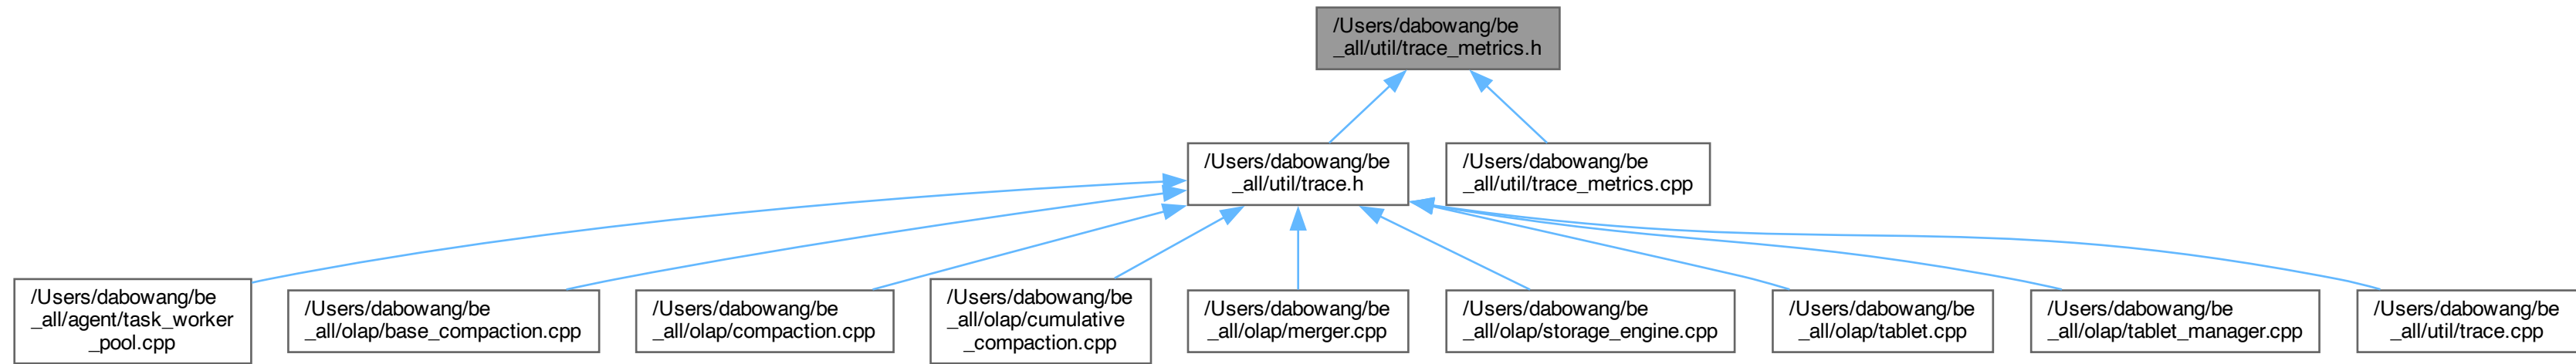 /Users/dabowang/be
_all/util/trace_metrics.h
/Users/dabowang/be
_all/util/trace.h
/Users/dabowang/be
_all/util/trace_metrics.cpp
/Users/dabowang/be
_all/agent/task_worker
_pool.cpp
/Users/dabowang/be
_all/olap/base_compaction.cpp
/Users/dabowang/be
_all/olap/compaction.cpp
/Users/dabowang/be
_all/olap/cumulative
_compaction.cpp
/Users/dabowang/be
_all/olap/merger.cpp
/Users/dabowang/be
_all/olap/storage_engine.cpp
/Users/dabowang/be
_all/olap/tablet.cpp
/Users/dabowang/be
_all/olap/tablet_manager.cpp
/Users/dabowang/be
_all/util/trace.cpp